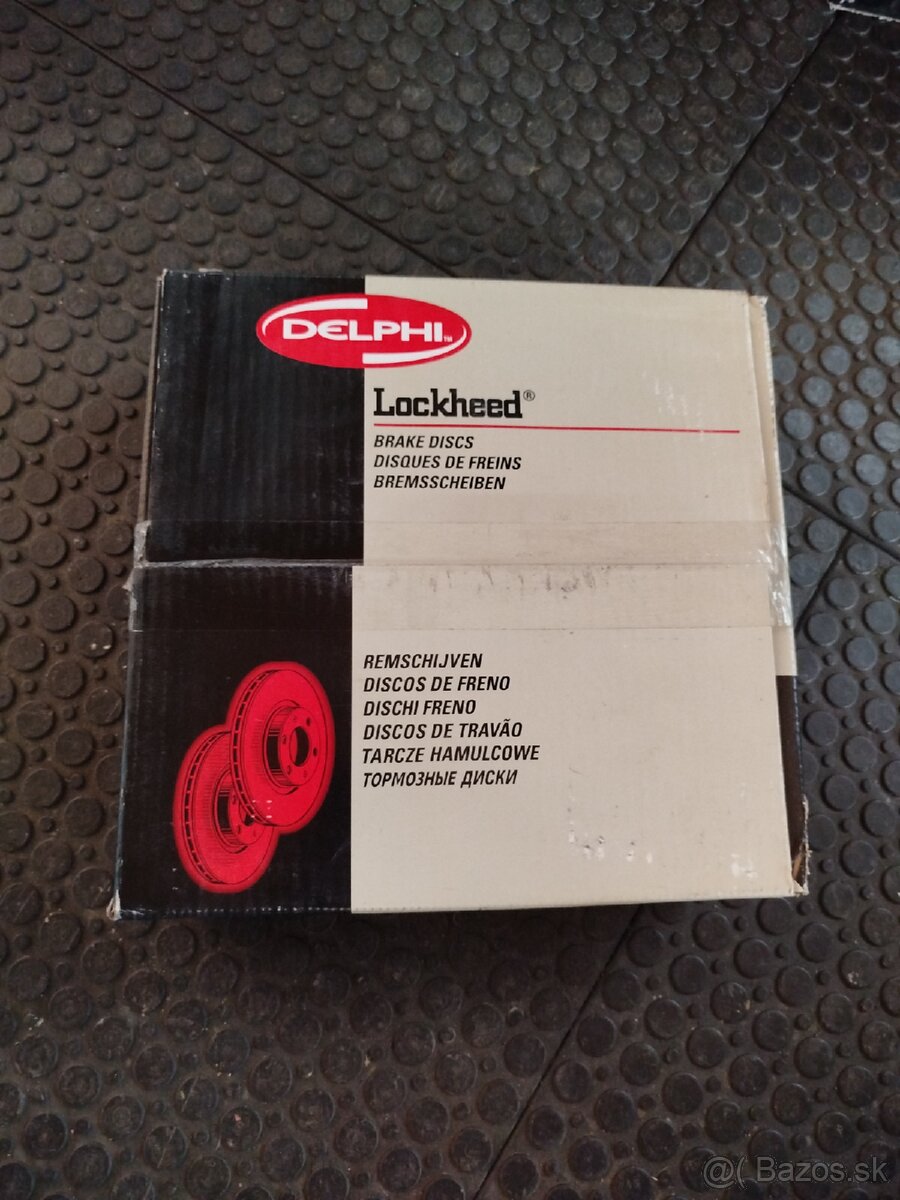 DELPHI™
Lockheed®
BRAKE DISCS
DISQUES DE FREINS
BREMSSCHEIBEN
REMSCHIJVEN
DISCOS DE FRENO
DISCHI FRENO
DISCOS DE TRAVÃO
TARCZE HAMULCOWE
ТОРМОЗНЫЕ ДИСКИ
@( Bazos.sk